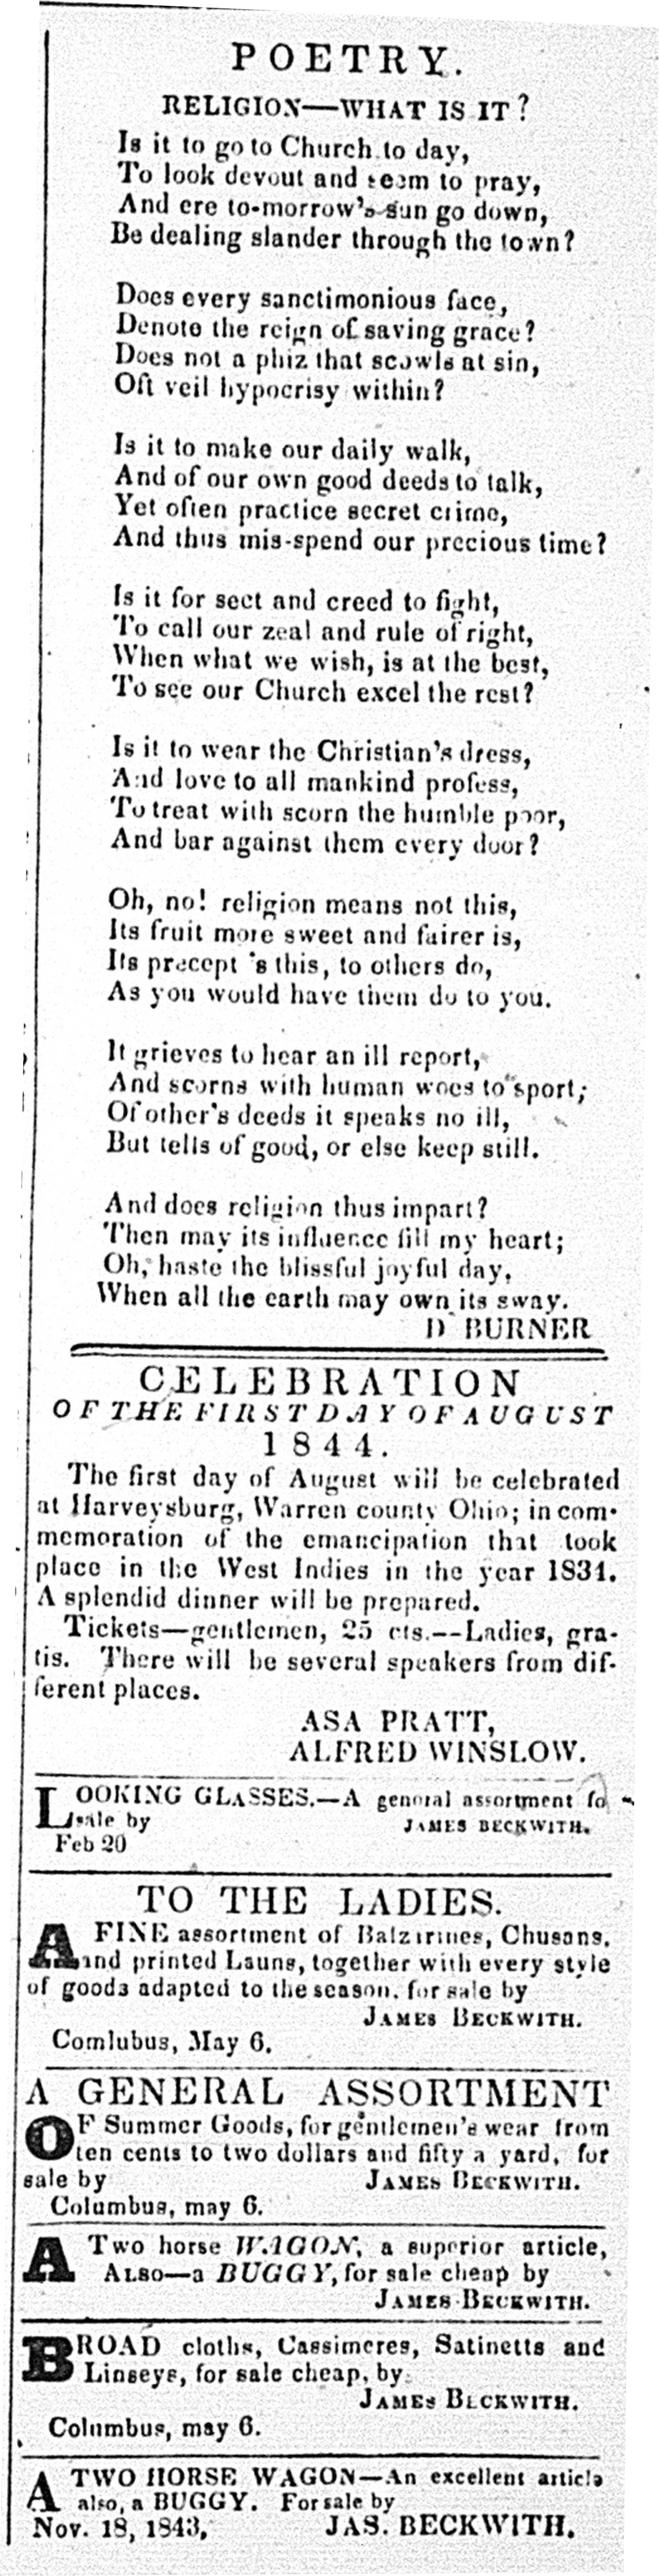 POETRY.
RELIGION—WHAT IS IT?
Is it to go to Church to day,
To look devout and seem to pray,
And ere to-morrow's sun go down,
Be dealing slander through the town?
Does every sanctimonious face,
Denote the reign of saving grace?
Does not a phiz that scowls at sin,
Oft veil hypocrisy within?
Is it to make our daily walk,
And of our own good deeds to talk,
Yet often practice secret crime,
And thus mis-spend our precious time?
Is it for sect and creed to fight,
To call our zeal and rule of right,
When what we wish, is at the best,
To see our Church excel the rest?
Is it to wear the Christian's dress,
And love to all mankind profess,
To treat with scorn the humble poor,
And bar against them every door?
Oh, no! religion means not this,
Its fruit more sweet and fairer is,
Its precept 's this, to others do,
As you would have them do to you.
It grieves to hear an ill report,
And scorns with human woes to sport;
Of other's deeds it speaks no ill,
But tells of good, or else keep still.
And does religion thus impart?
Then may its influence fill my heart;
Oh, haste the blissful joyful day,
When all the earth may own its sway.
D BURNER
CELEBRATION
OF THE FIRST DAY OF AUGUST
1844.
The first day of August will be celebrated
at Harveysburg, Warren county Ohio; in com-
memoration of the emancipation that took
place in the West Indies in the year 1834.
A splendid dinner will be prepared.
Tickets—gentlemen, 25 cts.—Ladies, gra-
tis. There will be several speakers from dif-
ferent places.
ASA PRATT,
ALFRED WINSLOW.
LOOKING GLASSES.—A general assortment fo
sale by JAMES BECKWITH.
Feb 20
TO THE LADIES.
A FINE assortment of Balzirines, Chusans,
and printed Launs, together with every style
of goods adapted to the season, for sale by
JAMES BECKWITH.
Comlubus, May 6.
A GENERAL ASSORTMENT
OF Summer Goods, for gentlemen's wear from
ten cents to two dollars and fifty a yard, for
sale by JAMES BECKWITH.
Columbus, may 6.
A Two horse WAGON, a superior article,
ALSO—a BUGGY, for sale cheap by
JAMES BECKWITH.
BROAD cloths, Cassimeres, Satinetts and
Linseys, for sale cheap, by
JAMES BECKWITH.
Columbus, may 6.
A TWO HORSE WAGON—An excellent article
also, a BUGGY. For sale by
Nov. 18, 1843, JAS. BECKWITH.